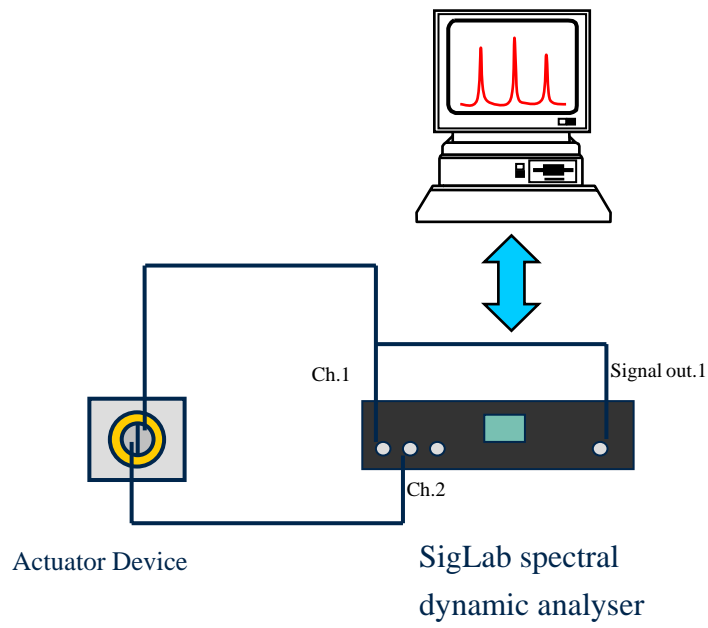 Ch.1
Signal out.1
Ch.2
Actuator Device
SigLab spectral
dynamic analyser